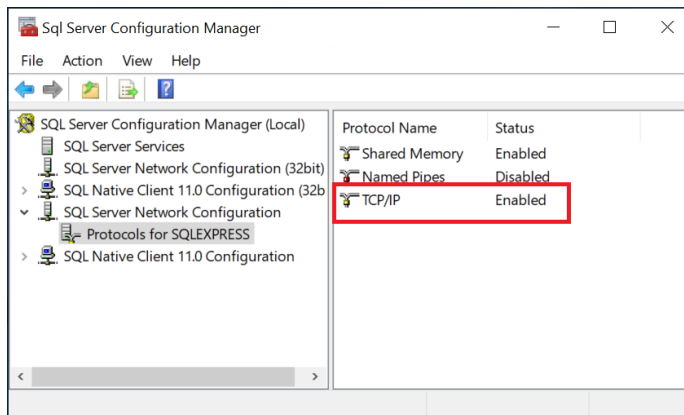 Sql Server Configuration Manager
File Action View Help
SQL Server Configuration Manager (Local)
SQL Server Services
SQL Server Network Configuration (32bit)
SQL Native Client 11.0 Configuration (32b
SQL Server Network Configuration
Protocols for SQLEXPRESS
SQL Native Client 11.0 Configuration
Protocol Name Status
Shared Memory Enabled
Named Pipes Disabled
TCP/IP Enabled